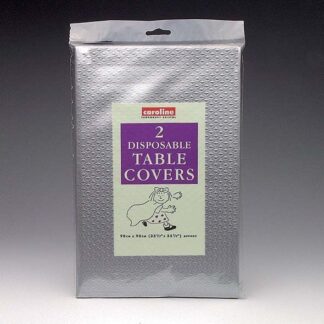 caroline
2
DISPOSABLE
TABLE
COVERS